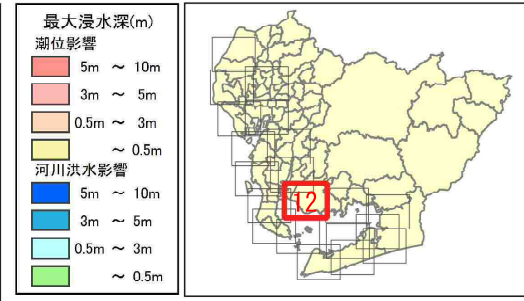 最大浸水深(m)
潮位影響
5m ～ 10m
3m ～ 5m
0.5m ～ 3m
～ 0.5m
河川洪水影響
5m ～ 10m
3m ～ 5m
0.5m ～ 3m
～ 0.5m
12